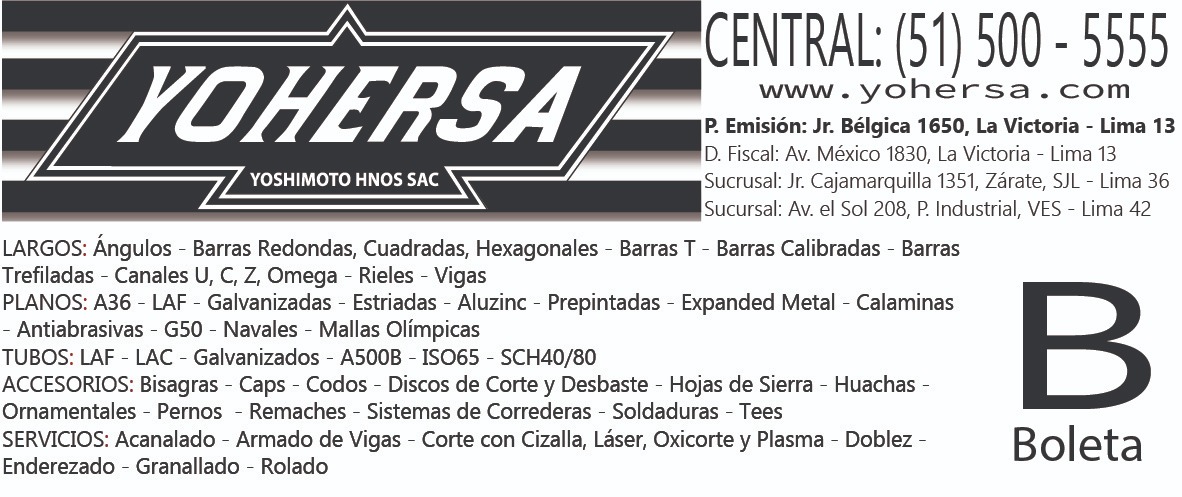 YOHERSA
YOSHIMOTO HNOS SAC
CENTRAL: (51) 500 - 5555
www.yohersa.com
P. Emisión: Jr. Bélgica 1650, La Victoria - Lima 13
D. Fiscal: Av. México 1830, La Victoria - Lima 13
Sucrusal: Jr. Cajamarquilla 1351, Zárate, SJL - Lima 36
Sucursal: Av. el Sol 208, P. Industrial, VES - Lima 42
LARGOS: Ángulos - Barras Redondas, Cuadradas, Hexagonales - Barras T - Barras Calibradas - Barras
Trefiladas - Canales U, C, Z, Omega - Rieles - Vigas
PLANOS: A36 - LAF - Galvanizadas - Estriadas - Aluzinc - Prepintadas - Expanded Metal - Calaminas
- Antiabrasivas - G50 - Navales - Mallas Olímpicas
TUBOS: LAF - LAC - Galvanizados - A500B - ISO65 - SCH40/80
ACCESORIOS: Bisagras - Caps - Codos - Discos de Corte y Desbaste - Hojas de Sierra - Huachas -
Ornamentales - Pernos - Remaches - Sistemas de Correderas - Soldaduras - Tees
SERVICIOS: Acanalado - Armado de Vigas - Corte con Cizalla, Láser, Oxicorte y Plasma - Doblez -
Enderezado - Granallado - Rolado
B
Boleta